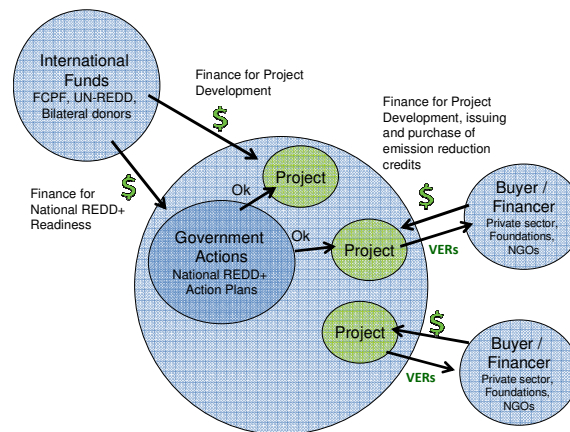 International
Funds
FCPF, UN-REDD,
Bilateral donors
Finance for Project
Development
$
$
Finance for
National REDD+
Readiness
Finance for Project
Development, issuing
and purchase of
emission reduction
credits
$
Project
Ok
Government
Actions
National REDD+
Action Plans
Ok
Project
VERs
Buyer /
Financer
Private sector,
Foundations,
NGOs
Project
$
VERs
Buyer /
Financer
Private sector,
Foundations,
NGOs